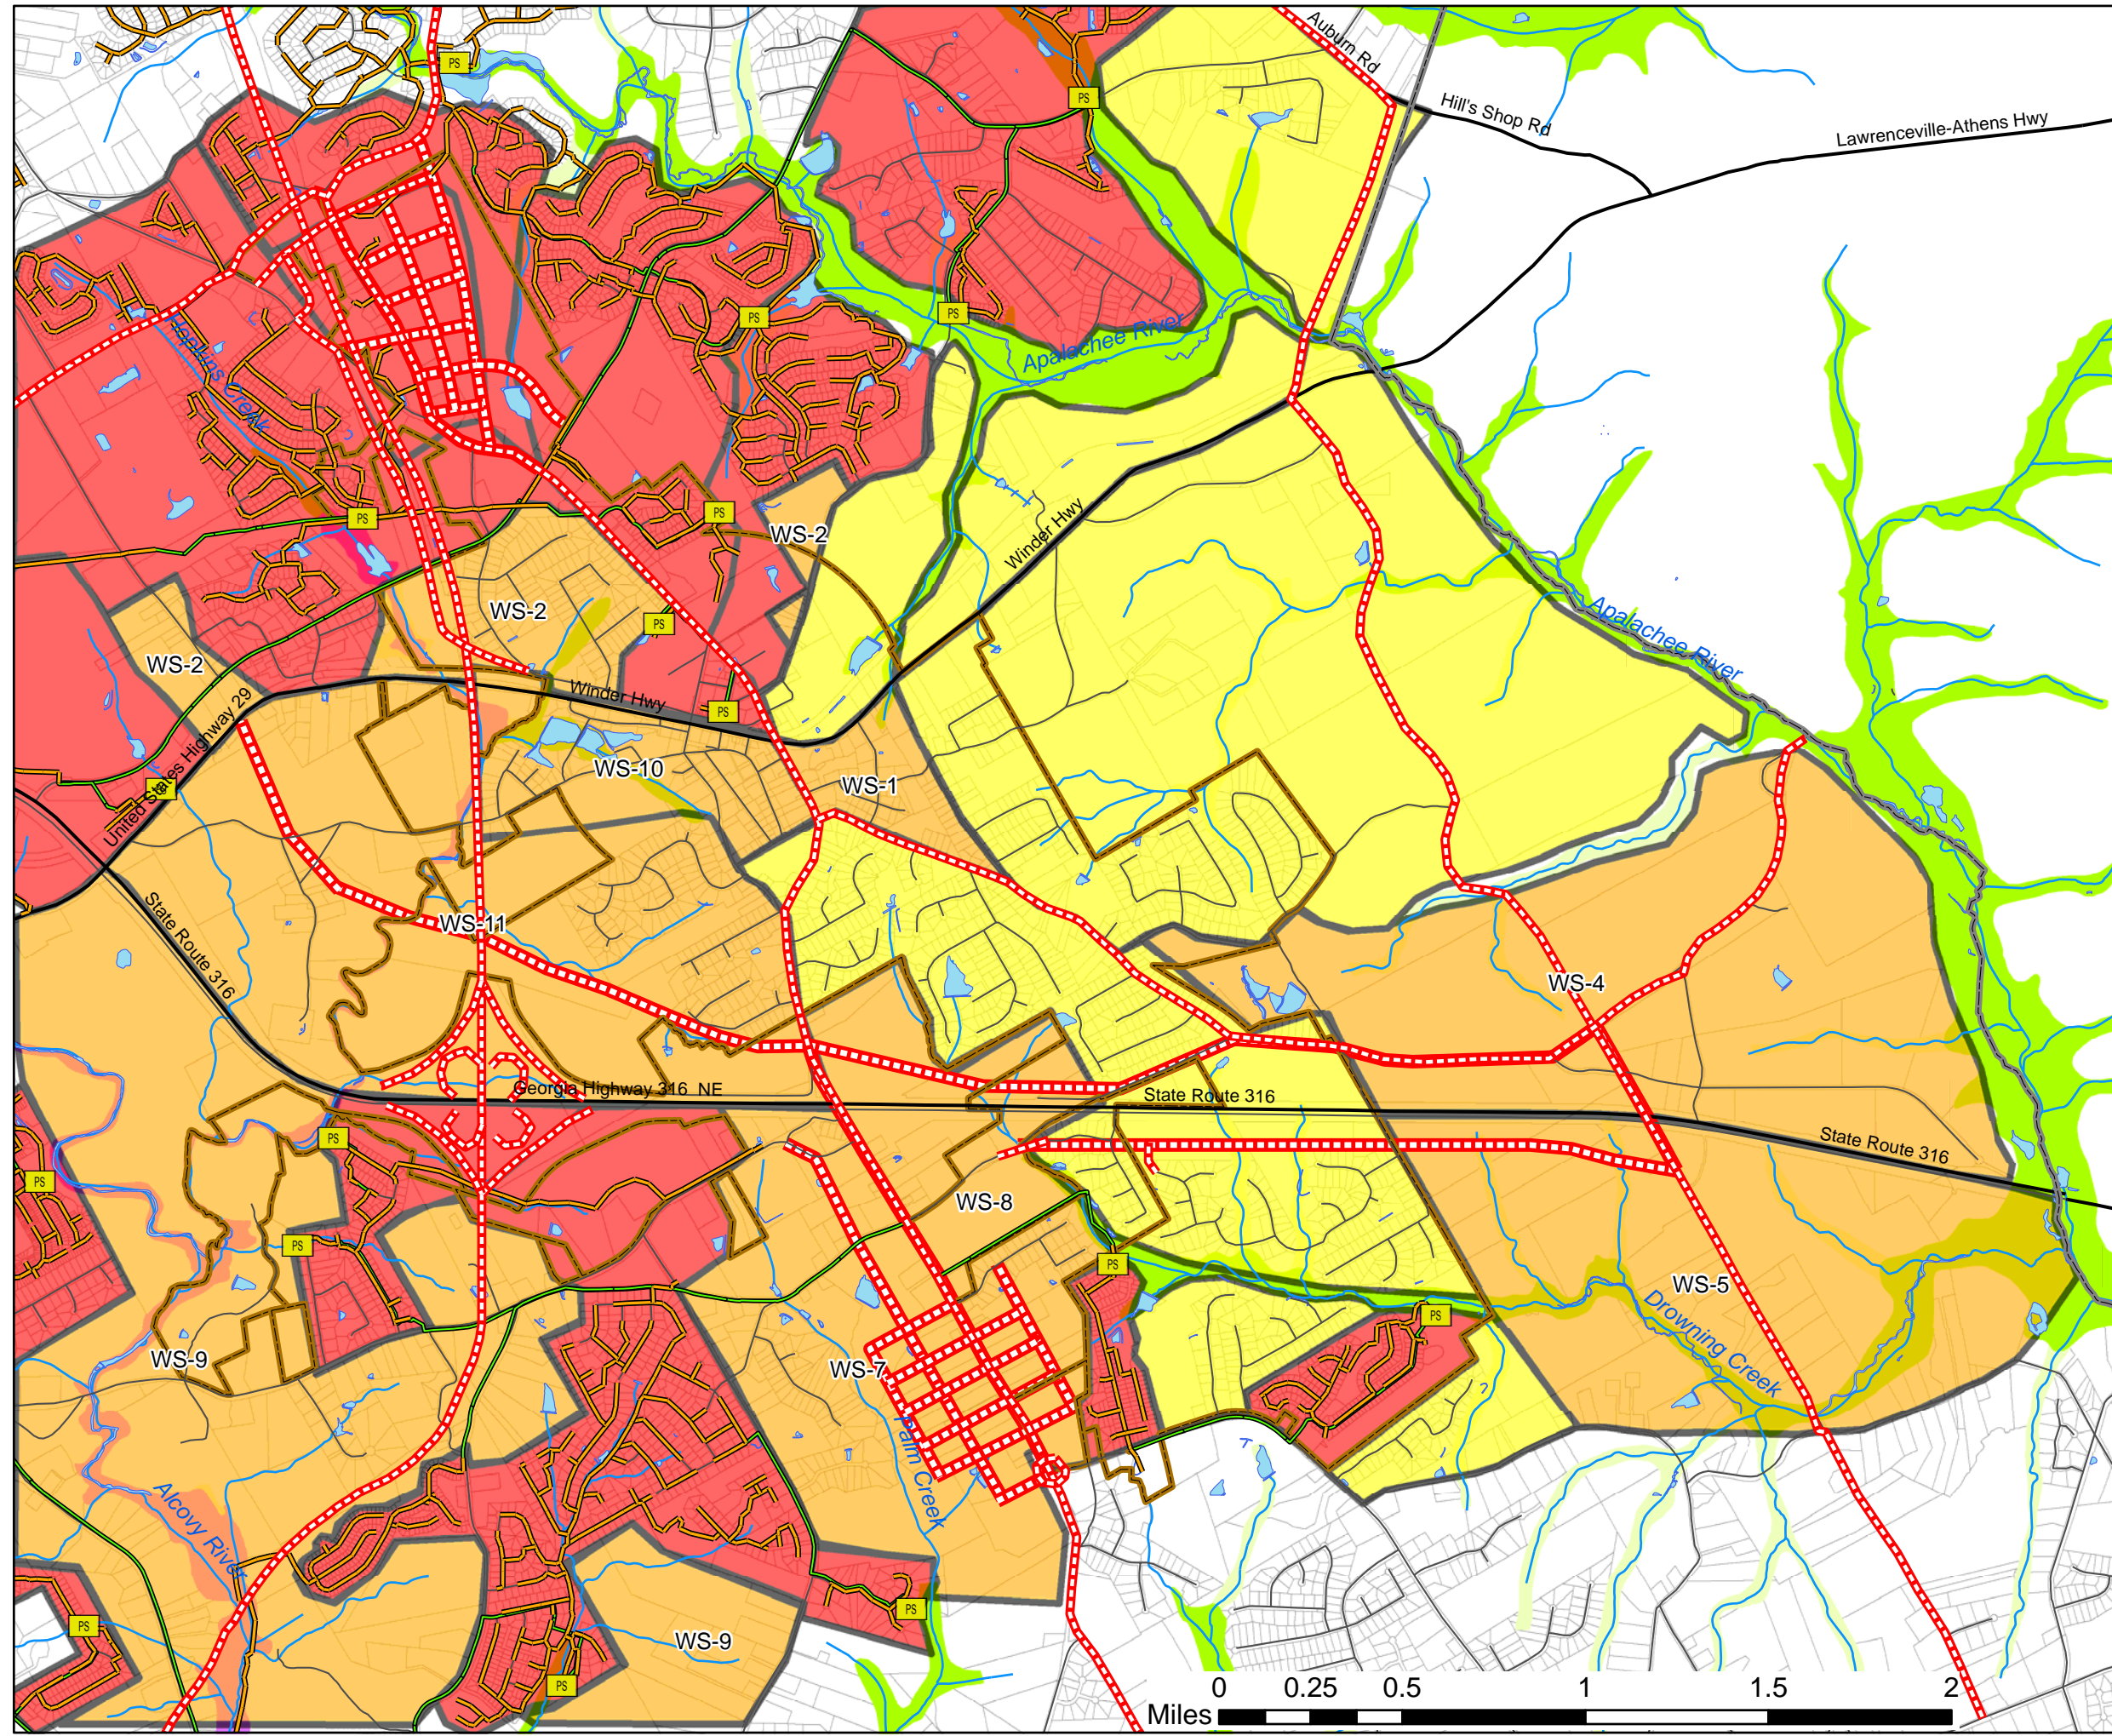 Auburn Rd
PS
Hill's Shop Rd
Lawrenceville-Athens Hwy
PS
PS
PS
Apalachee River
Hopkins Creek
PS
PS
WS-2
Winder Hwy
WS-2
PS
Apalachee River
WS-2
Winder Hwy
PS
United States Highway 29
PS
WS-10
WS-1
WS-11
State Route 316
WS-4
Georgia Highway 316 NE
State Route 316
State Route 316
PS
PS
WS-8
PS
PS
WS-5
Drowning Creek
PS
WS-9
WS-7
Palm Creek
Alcovy River
PS
PS
WS-9
PS
0 0.25 0.5 1 1.5 2
Miles